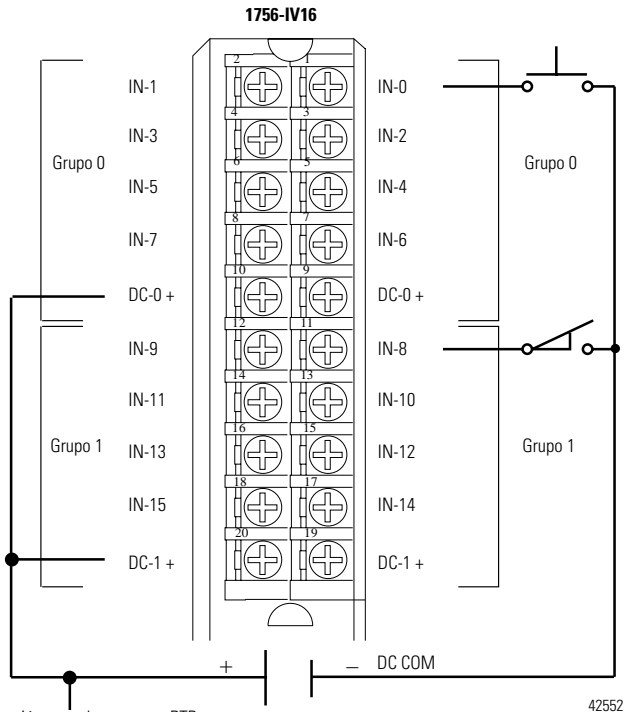 1756-IV16
2 1
IN-1 IN-0
4 3
IN-3 IN-2
Grupo 0 Grupo 0
6 5
IN-5 IN-4
8 7
IN-7 IN-6
10 9
DC-0 + DC-0 +
12 11
IN-9 IN-8
14 13
IN-11 IN-10
16 15
Grupo 1 IN-13 IN-12 Grupo 1
18 17
IN-15 IN-14
20 19
DC-1 + DC-1 +
+ – DC COM
42552